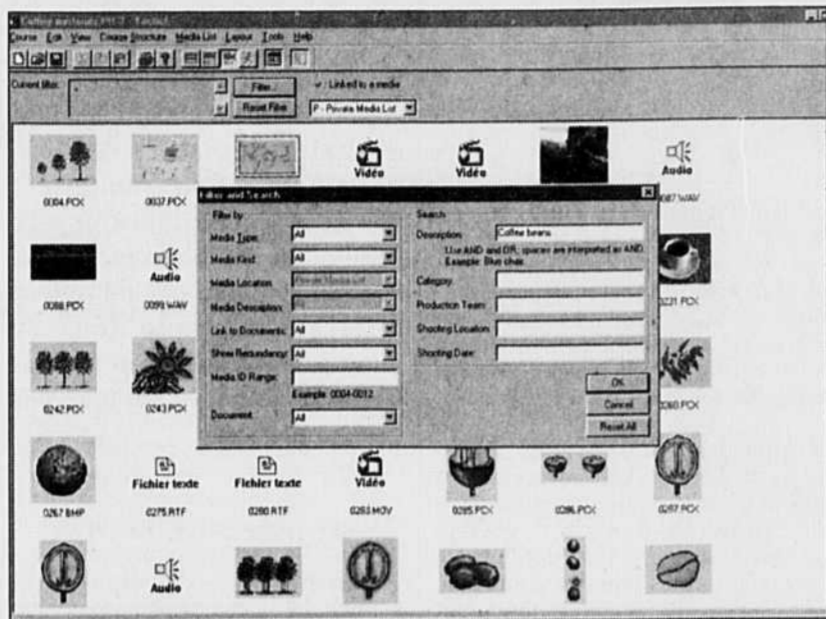 Course Edit View Course Structure Media List Layout Tools Help
Current filter:
Filter...
Linked to a media
Reset Filter
P - Private Media List
0004.PCX
0037.PCX
Vidéo
Vidéo
0087.WAV
Filter and Search
Filter by
Media Type:
All
Media Kind:
All
Media Location:
Private Media List
Media Description:
All
Link to Documents:
All
Show Redundancy:
All
Media ID Range:
Example: 0004-0012
Document:
All
Search
Description:
Coffee beans
Use AND and OR, spaces are interpreted as AND.
Example: Blue chair.
Category:
Production Team:
Shooting Location:
Shooting Date:
OK
Cancel
Reset All
0088.PCX
Audio
0091.WAV
0231.PCX
0242.PCX
0243.PCX
0260.PCX
0267.BMP
Fichier texte
0275.RTF
Fichier texte
0280.RTF
Vidéo
0283.MOV
0285.PCX
0286.PCX
0287.PCX
Audio
Audio